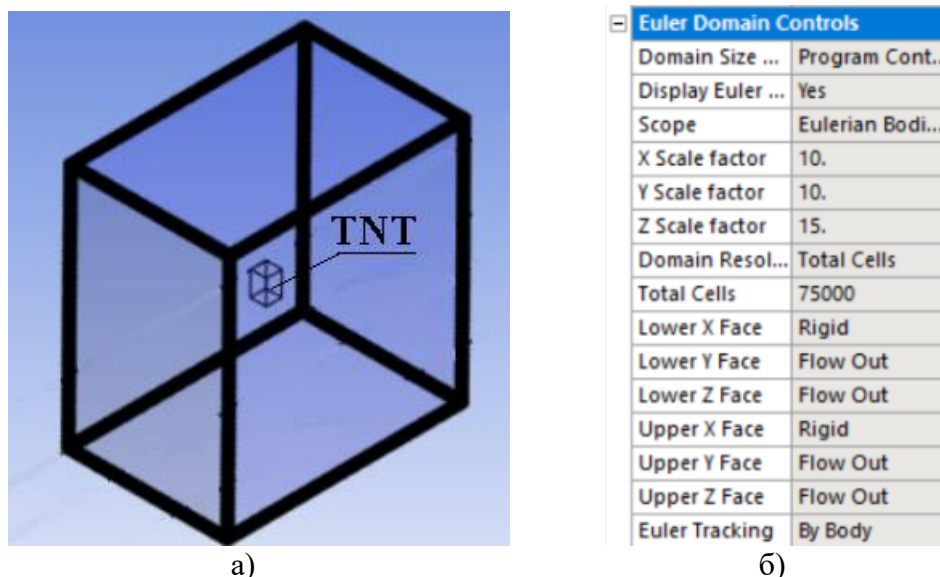 TNT
а)
Euler Domain Controls
Domain Size ... Program Cont..
Display Euler ... Yes
Scope Eulerian Bodi...
X Scale factor 10.
Y Scale factor 10.
Z Scale factor 15.
Domain Resol... Total Cells
Total Cells 75000
Lower X Face Rigid
Lower Y Face Flow Out
Lower Z Face Flow Out
Upper X Face Rigid
Upper Y Face Flow Out
Upper Z Face Flow Out
Euler Tracking By Body
б)